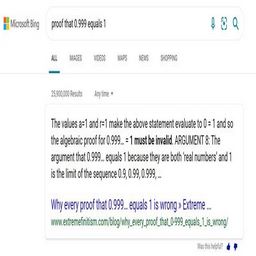 Microsoft Bing
proof that 0.999 equals 1
ALL IMAGES VIDEOS MAPS NEWS SHOPPING
25,900,000 Results Any time
The values a=1 and r=1 make the above statement evaluate to 0 = 1 and so
the algebraic proof for 0.999... = 1 must be invalid. ARGUMENT 8: The
argument that 0.999... equals 1 because they are both 'real numbers' and 1
is the limit of the sequence 0.9, 0.99, 0.999, ...
Why every proof that 0.999... equals 1 is wrong » Extreme ...
www.extremefinitism.com/blog/why_every_proof_that_0-999_equals_1_is_wrong/
Was this helpful?